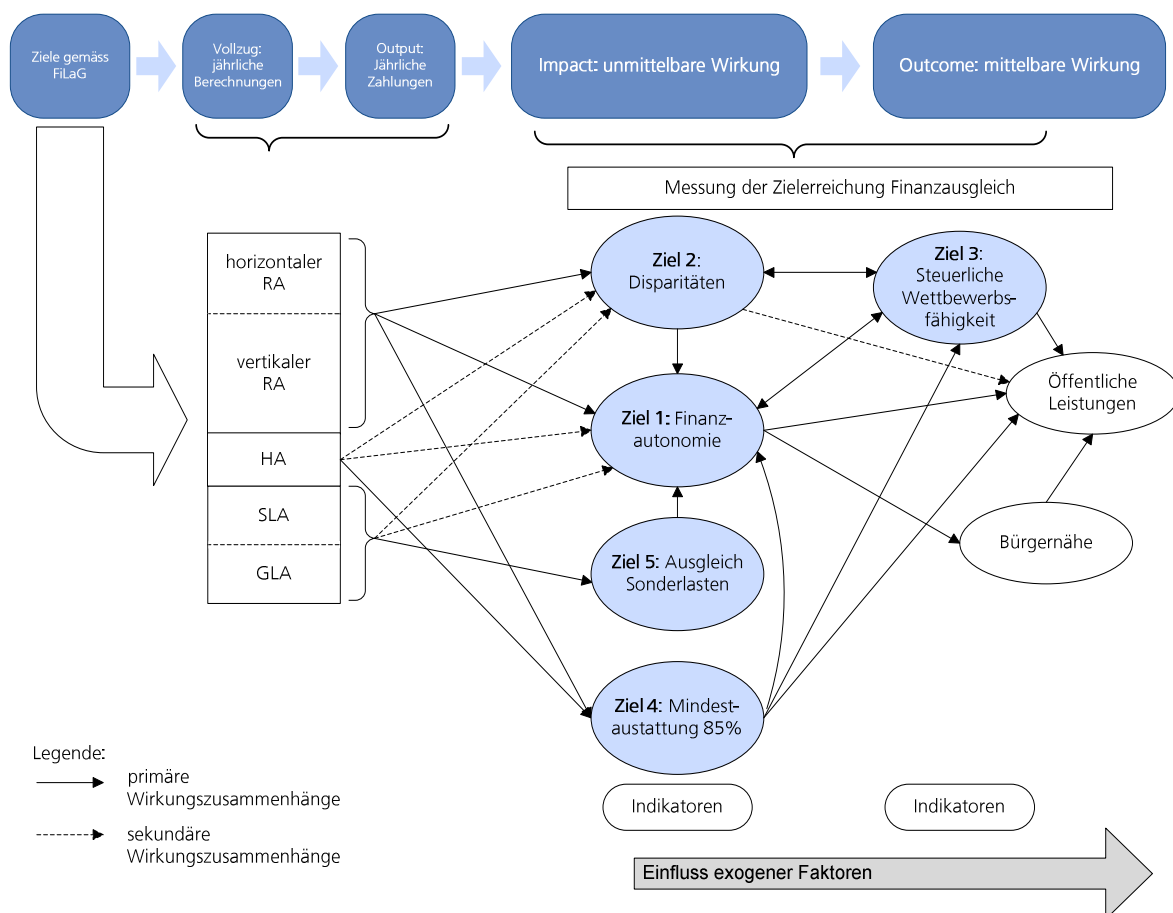 Ziele gemäss
FiLaG
Vollzug:
jährliche
Berechnungen
Output:
Jährliche
Zahlungen
Impact: unmittelbare Wirkung
Outcome: mittelbare Wirkung
Messung der Zielerreichung Finanzausgleich
horizontaler
RA
vertikaler
RA
HA
SLA
GLA
Ziel 2:
Disparitäten
Ziel 3:
Steuerliche
Wettbewerbs-
fähigkeit
Ziel 1: Finanz-
autonomie
Öffentliche
Leistungen
Ziel 5: Ausgleich
Sonderlasten
Bürgernähe
Ziel 4: Mindest-
austattung 85%
Legende:
primäre
Wirkungszusammenhänge
sekundäre
Wirkungszusammenhänge
Indikatoren
Indikatoren
Einfluss exogener Faktoren